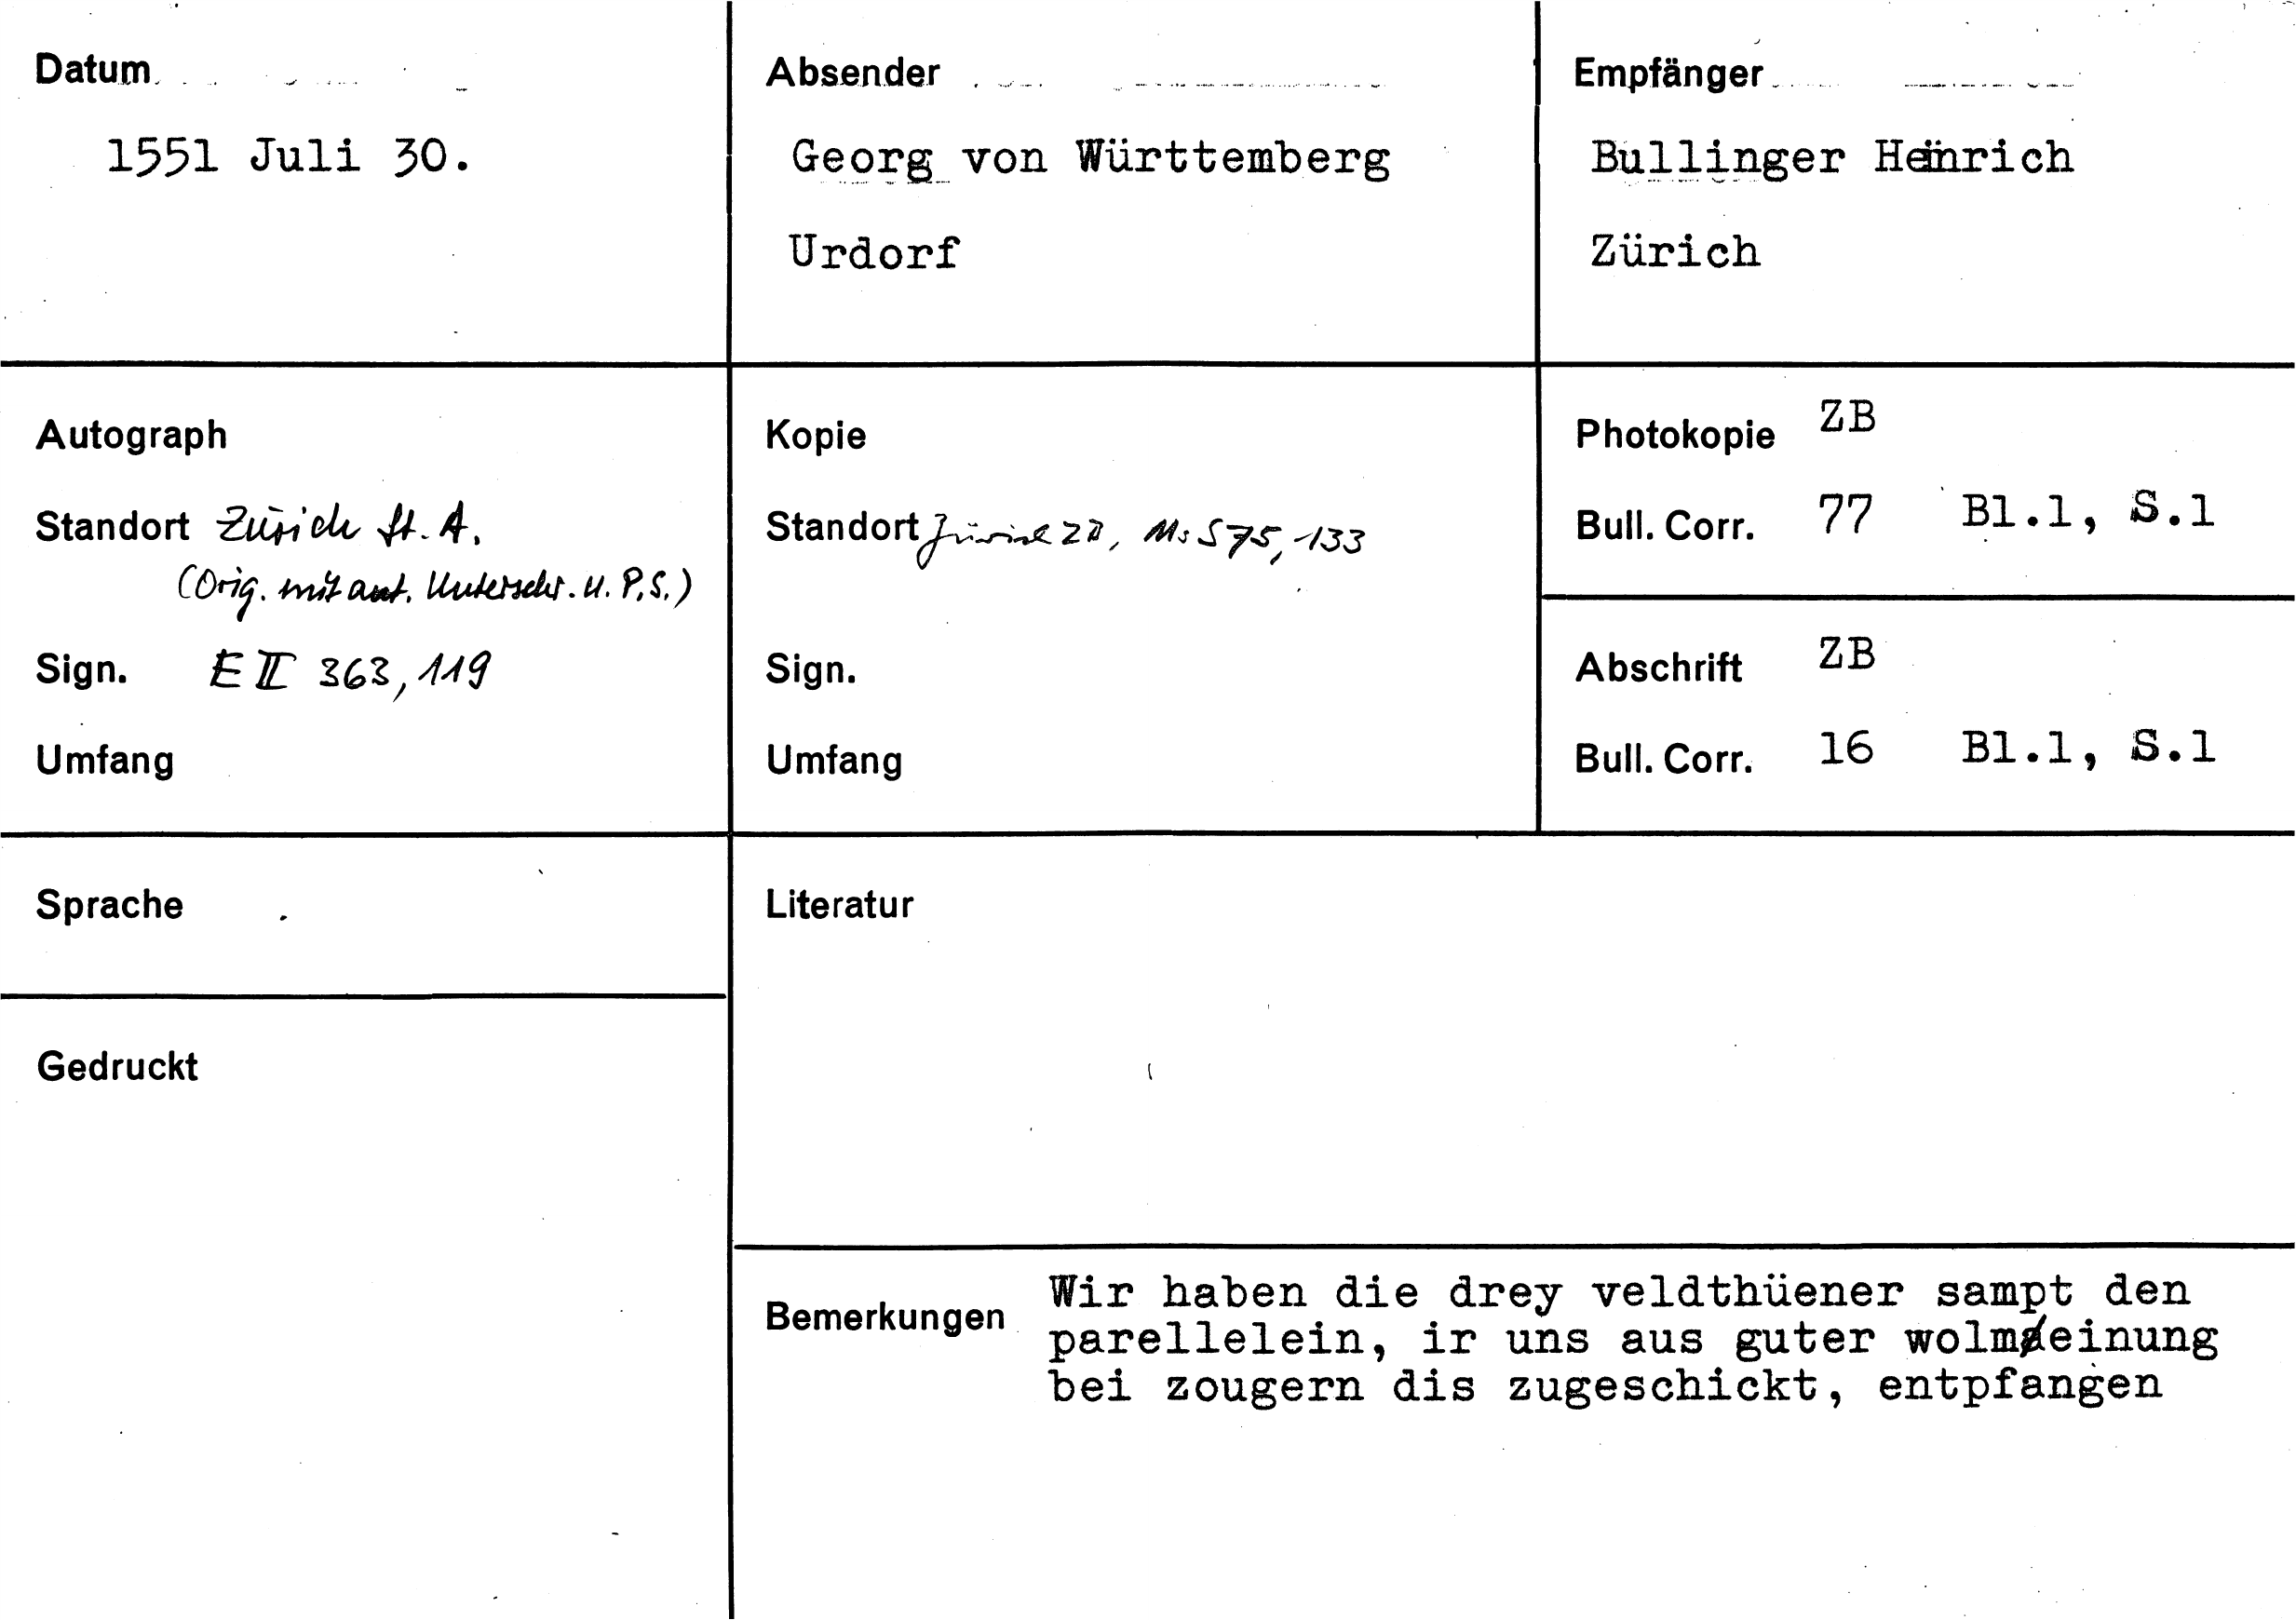 Datum
1551 Juli 30.
Absender
Georg von Württemberg
Urdorf
Empfänger
Bullinger Heinrich
Zürich
Autograph
Standort Zürich St. A.
(Orig. mit aut. Unterschr. u. P.S.)
Sign. E II 363, 119
Umfang
Kopie
Standort Zürich ZB, Ms S 75, 133
Sign.
Umfang
Photokopie ZB
Bull. Corr. 77 Bl.1, S.1
Abschrift ZB
Bull. Corr. 16 Bl.1, S.1
Sprache
Literatur
Gedruckt
Bemerkungen Wir haben die drey veldthüener sampt den
parellelein, ir uns aus guter wolmeinung
bei zougern dis zugeschickt, entpfangen